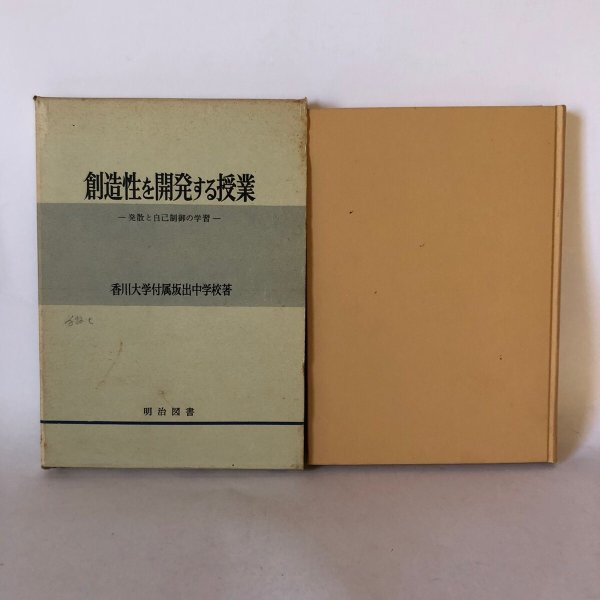 創造性を開発する授業
―発散と自己制御の学習―
香川大学付属坂出中学校著
明治図書